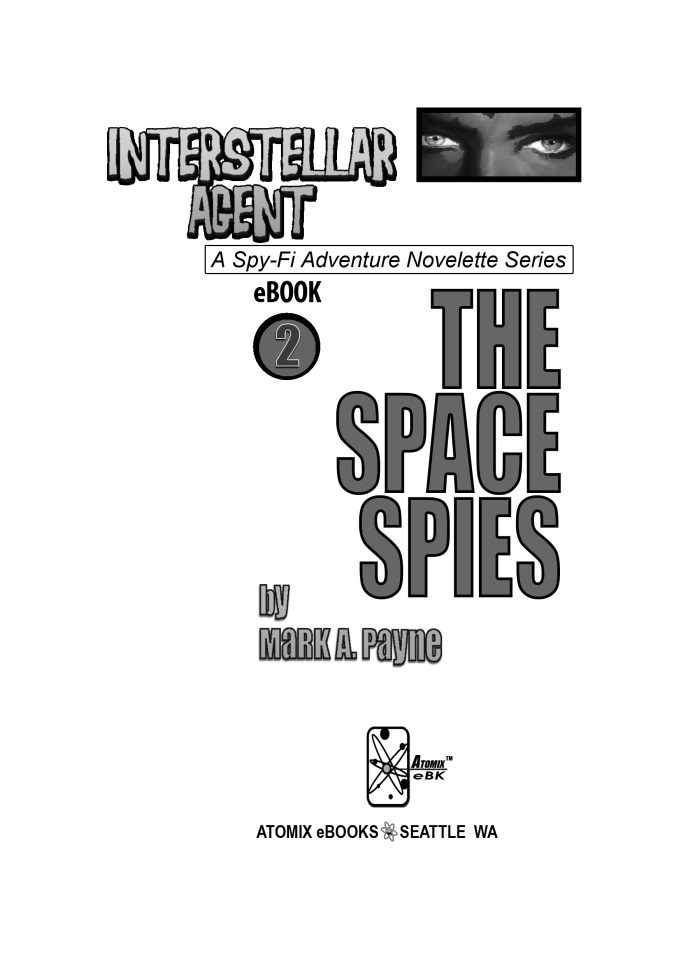 INTERSTELLAR
AGENT
A Spy-Fi Adventure Novelette Series
eBOOK
2
THE
SPACE
SPIES
by
MARK A. PAYNE
ATOMIX™
eBK
ATOMIX eBOOKS SEATTLE WA